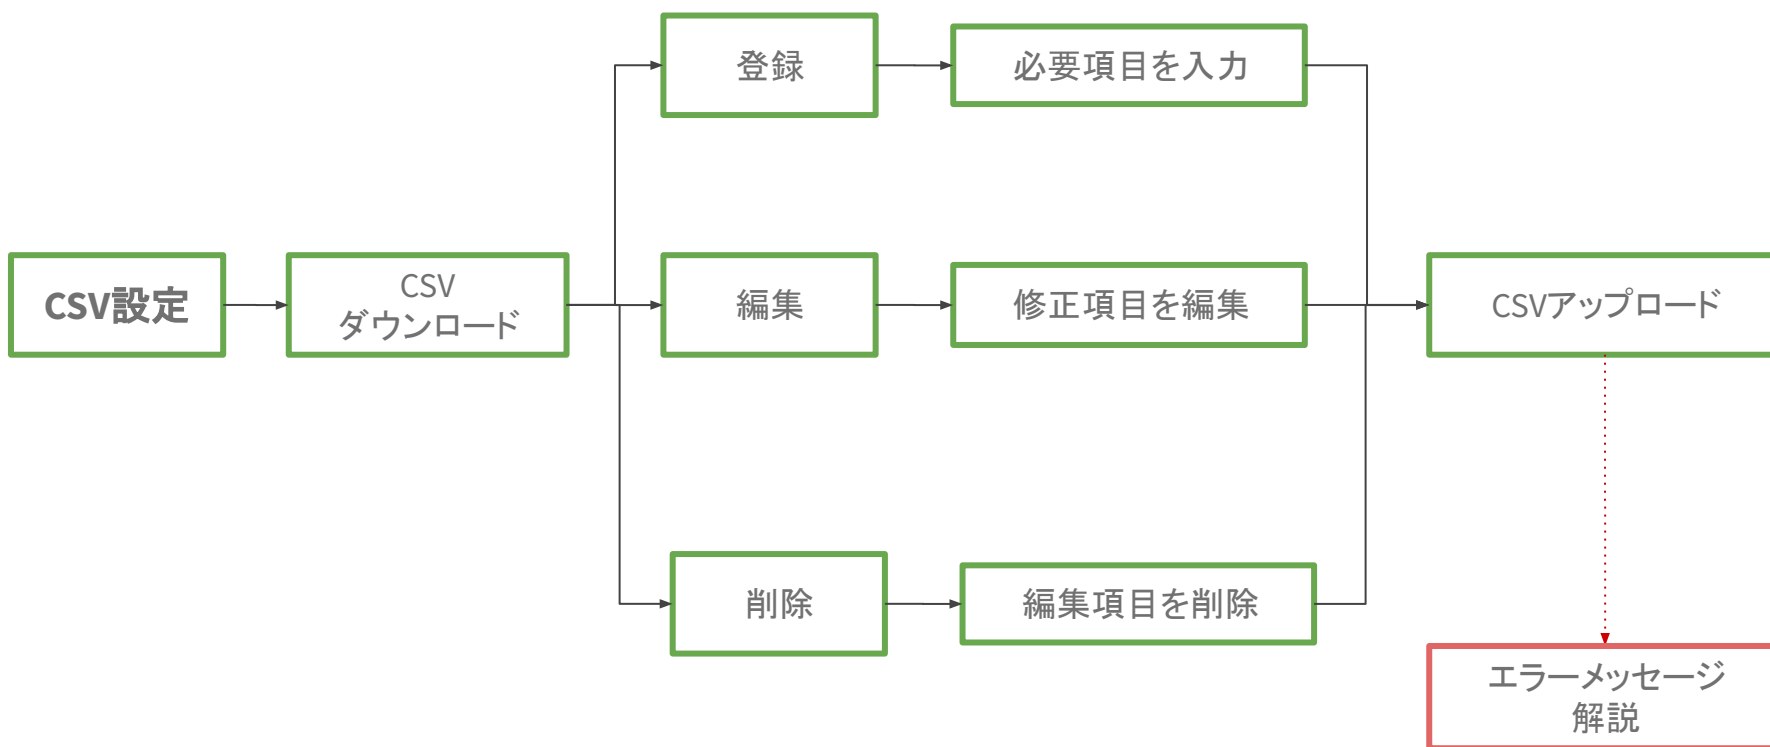 CSV設定
CSV
ダウンロード
登録
必要項目を入力
編集
修正項目を編集
削除
編集項目を削除
CSVアップロード
エラーメッセージ
解説